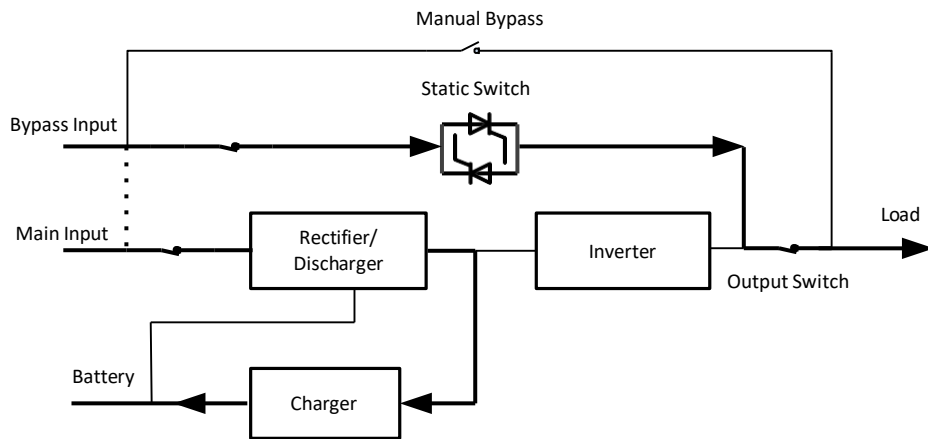 Manual Bypass
Static Switch
Bypass Input
Main Input
Rectifier/
Discharger
Inverter
Load
Output Switch
Battery
Charger